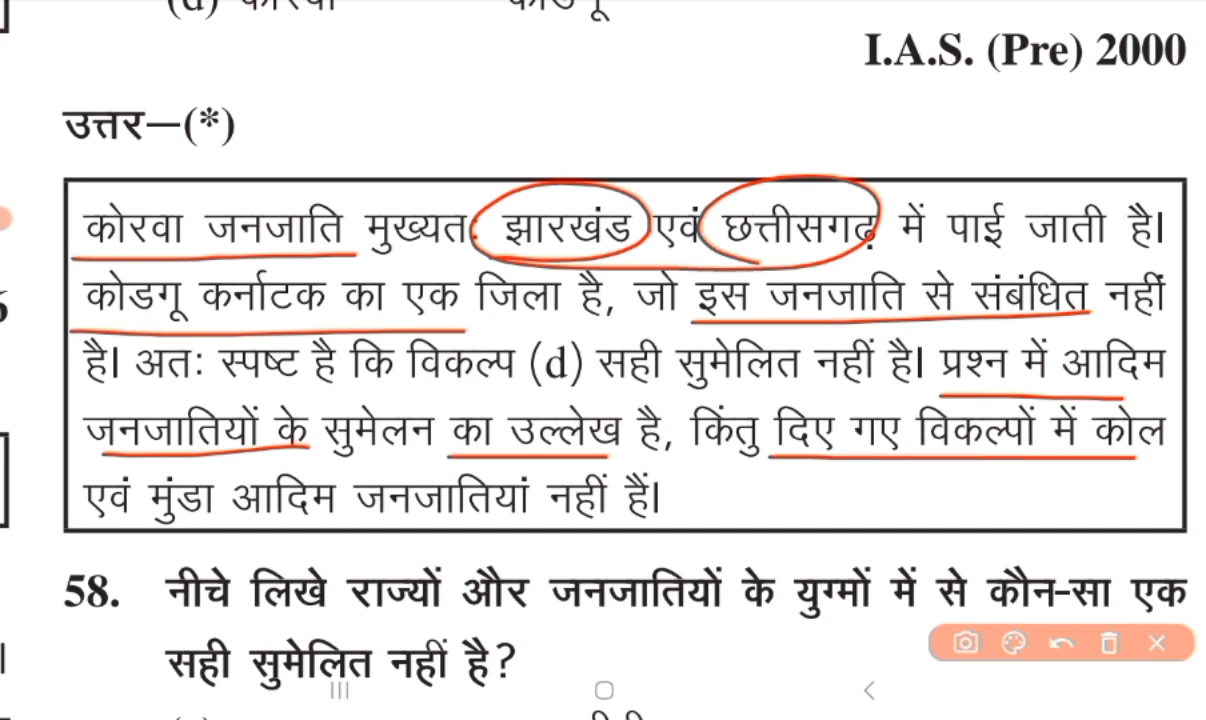 (d) कोरवा कोडगू
I.A.S. (Pre) 2000
उत्तर—(*)
कोरवा जनजाति मुख्यत: झारखंड एवं छत्तीसगढ़ में पाई जाती है।
कोडगू कर्नाटक का एक जिला है, जो इस जनजाति से संबंधित नहीं
है। अतः स्पष्ट है कि विकल्प (d) सही सुमेलित नहीं है। प्रश्न में आदिम
जनजातियों के सुमेलन का उल्लेख है, किंतु दिए गए विकल्पों में कोल
एवं मुंडा आदिम जनजातियां नहीं हैं।
58. नीचे लिखे राज्यों और जनजातियों के युग्मों में से कौन-सा एक
सही सुमेलित नहीं है?